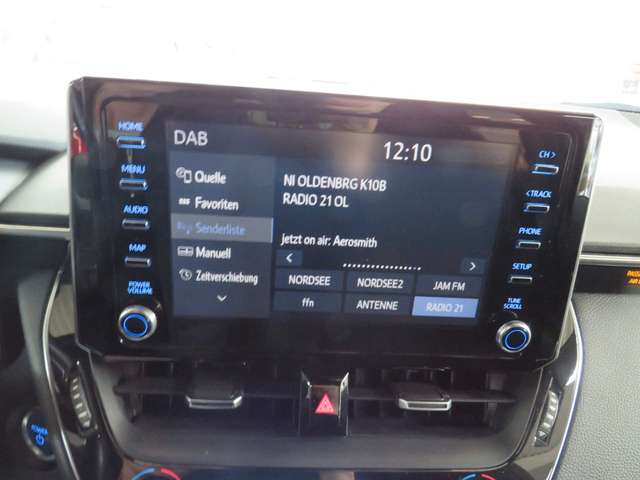 HOME
MENU
AUDIO
MAP
POWER
VOLUME
DAB
12:10
Quelle
Favoriten
Senderliste
Manuell
Zeitverschiebung
NI OLDENBRG K10B
RADIO 21 OL
jetzt on air: Aerosmith
NORDSEE
NORDSEE2
JAM FM
ffn
ANTENNE
RADIO 21
CH >
< TRACK
PHONE
SETUP
TUNE
SCROLL
POWER